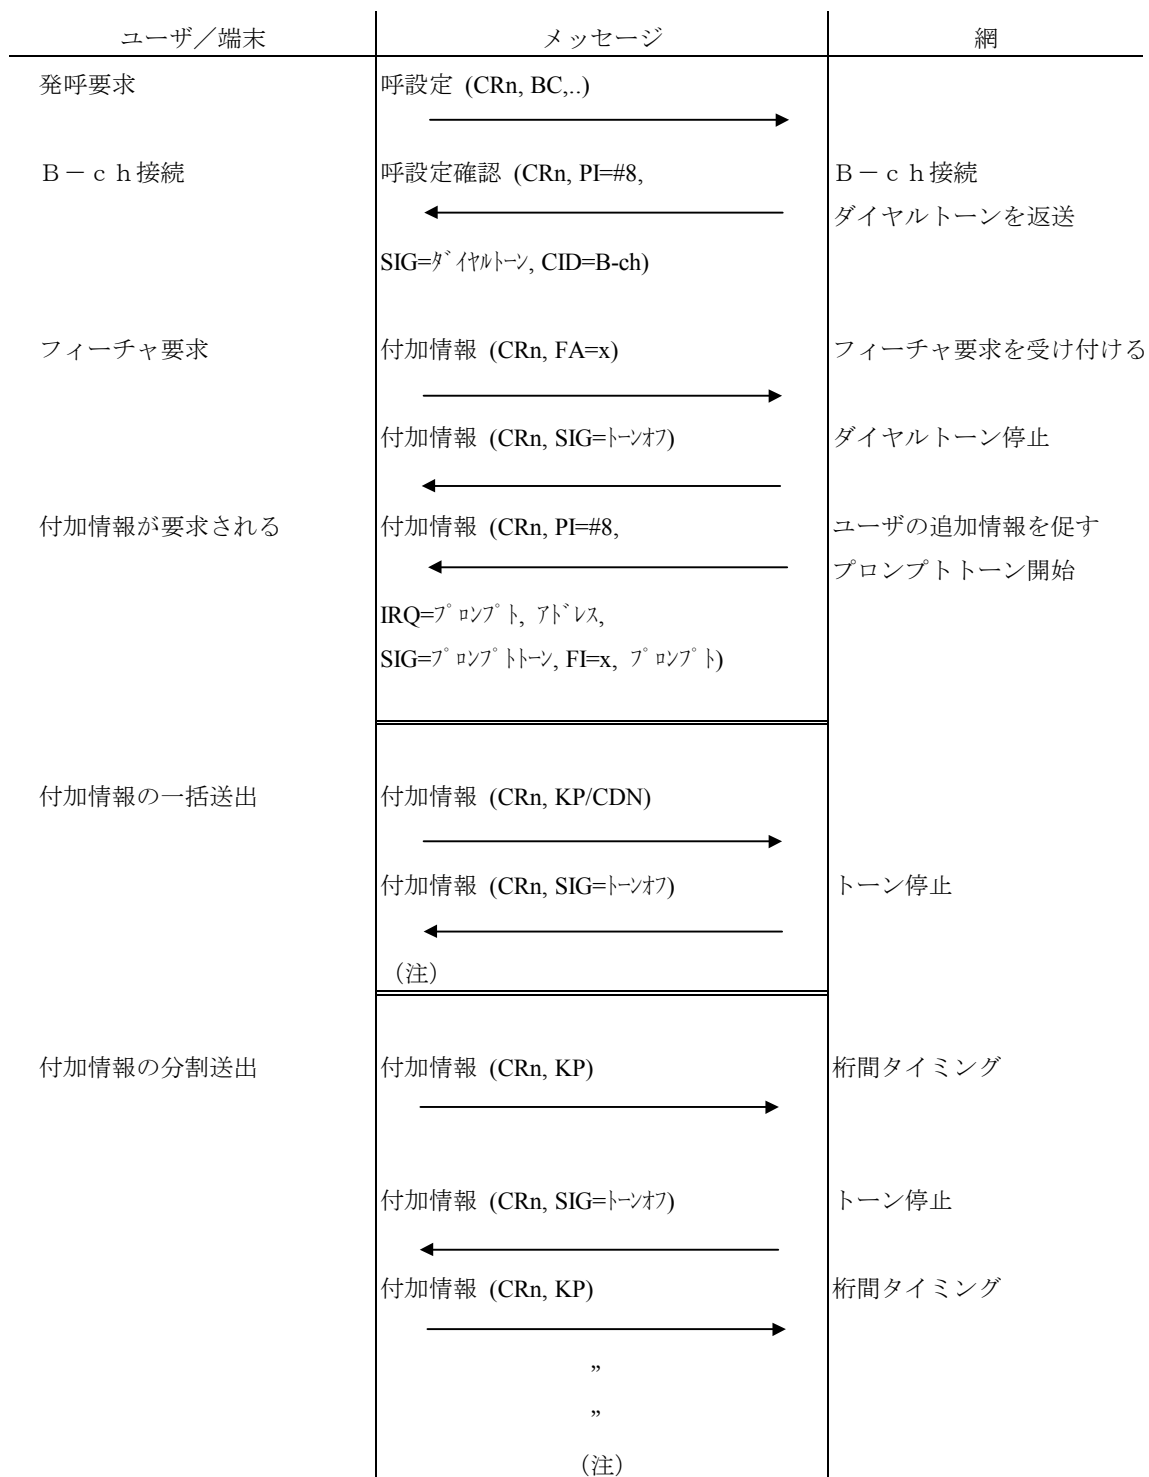 ユーザ／端末 メッセージ 網
発呼要求 呼設定 (CRn, BC,..)
Ｂ－ｃｈ接続 呼設定確認 (CRn, PI=#8, Ｂ－ｃｈ接続
ダイヤルトーンを返送
SIG=ﾀﾞｲﾔﾙﾄｰﾝ, CID=B-ch)
フィーチャ要求 付加情報 (CRn, FA=x) フィーチャ要求を受け付ける
付加情報 (CRn, SIG=ﾄｰﾝｵﾌ) ダイヤルトーン停止
付加情報が要求される 付加情報 (CRn, PI=#8, ユーザの追加情報を促す
プロンプトトーン開始
IRQ=ﾌﾟﾛﾝﾌﾟﾄ, ｱﾄﾞﾚｽ,
SIG=ﾌﾟﾛﾝﾌﾟﾄﾄｰﾝ, FI=x, ﾌﾟﾛﾝﾌﾟﾄ)
付加情報の一括送出 付加情報 (CRn, KP/CDN)
付加情報 (CRn, SIG=ﾄｰﾝｵﾌ) トーン停止
（注）
付加情報の分割送出 付加情報 (CRn, KP) 桁間タイミング
付加情報 (CRn, SIG=ﾄｰﾝｵﾌ) トーン停止
付加情報 (CRn, KP) 桁間タイミング
”
”
（注）